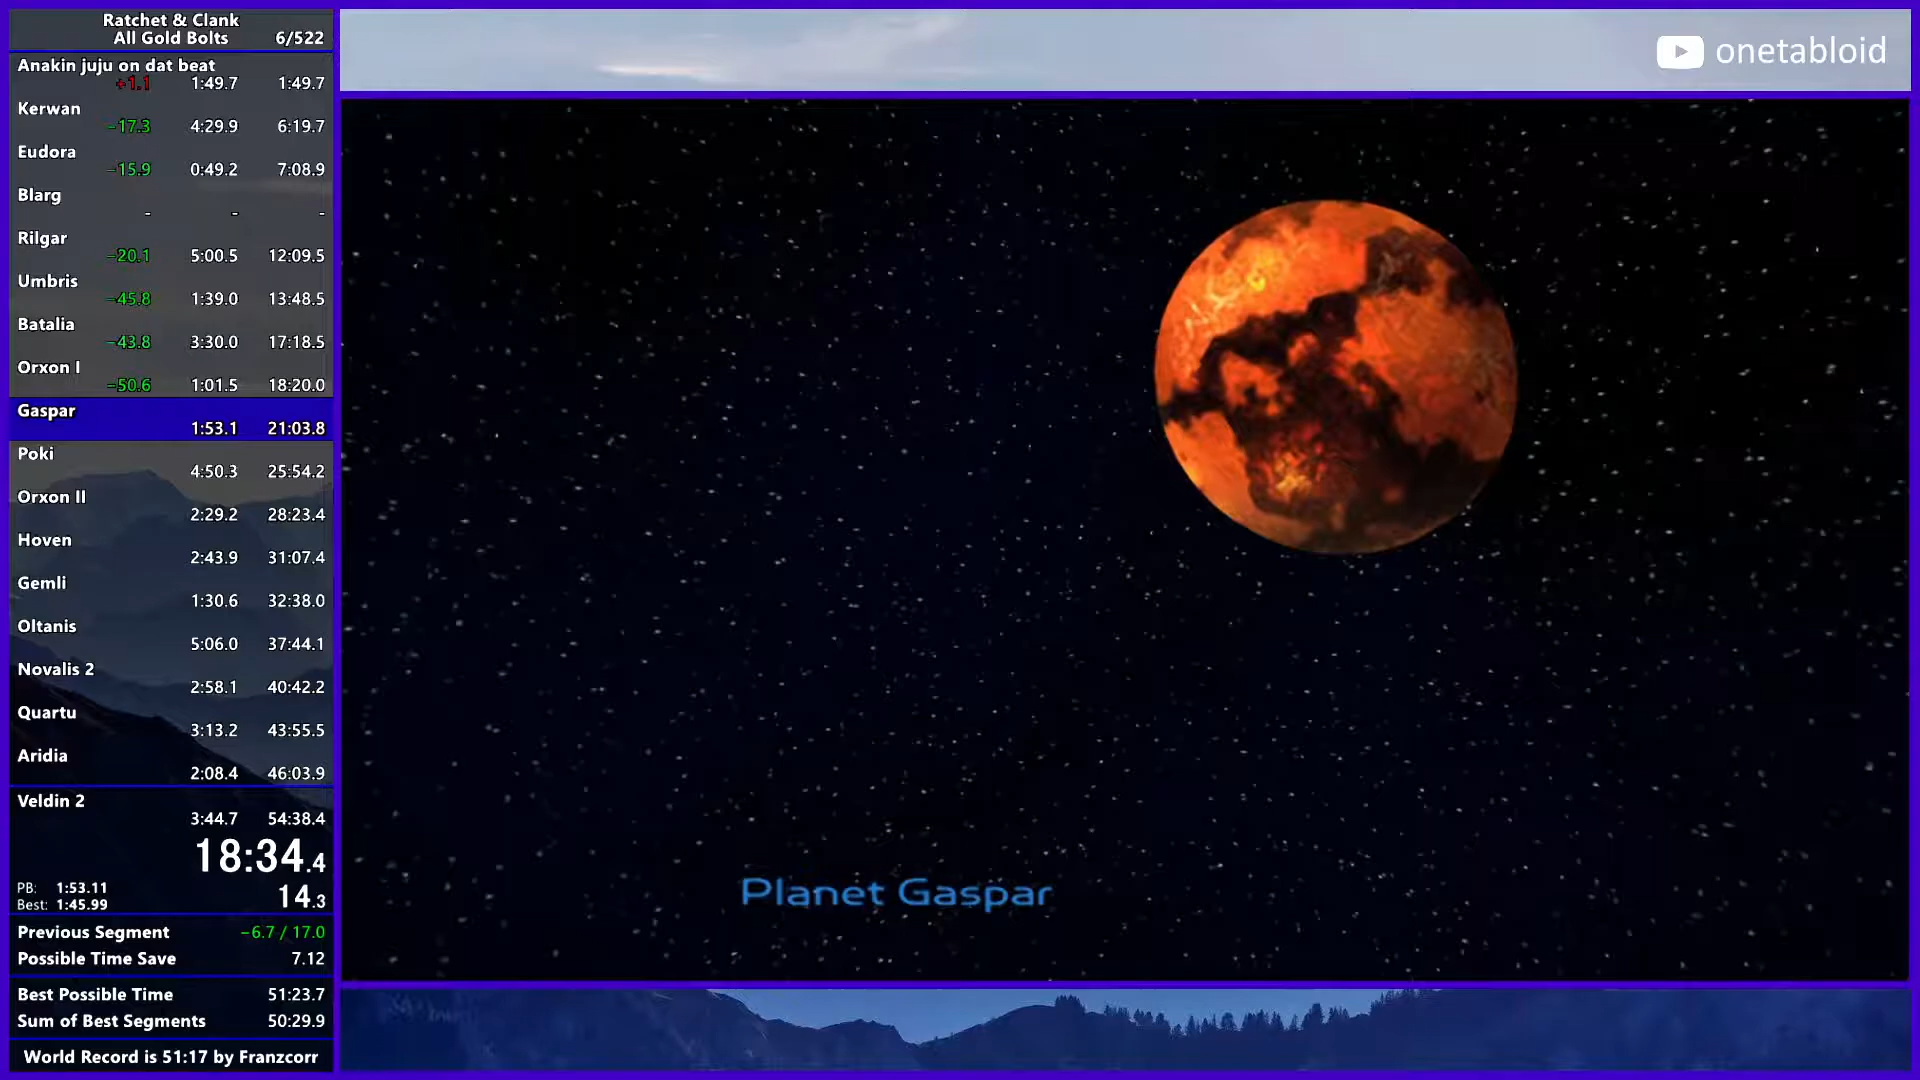 Ratchet & Clank
All Gold Bolts 6/522
Anakin juju on dat beat
+1.1 1:49.7 1:49.7
Kerwan
−17.3 4:29.9 6:19.7
Eudora
−15.9 0:49.2 7:08.9
Blarg
- - -
Rilgar
−20.1 5:00.5 12:09.5
Umbris
−45.8 1:39.0 13:48.5
Batalia
−43.8 3:30.0 17:18.5
Orxon I
−50.6 1:01.5 18:20.0
Gaspar
1:53.1 21:03.8
Poki
4:50.3 25:54.2
Orxon II
2:29.2 28:23.4
Hoven
2:43.9 31:07.4
Gemli
1:30.6 32:38.0
Oltanis
5:06.0 37:44.1
Novalis 2
2:58.1 40:42.2
Quartu
3:13.2 43:55.5
Aridia
2:08.4 46:03.9
Veldin 2
3:44.7 54:38.4
18:34.4
PB: 1:53.11
Best: 1:45.99 14.3
Previous Segment −6.7 / 17.0
Possible Time Save 7.12
Best Possible Time 51:23.7
Sum of Best Segments 50:29.9
World Record is 51:17 by Franzcorr
onetabloid
Planet Gaspar